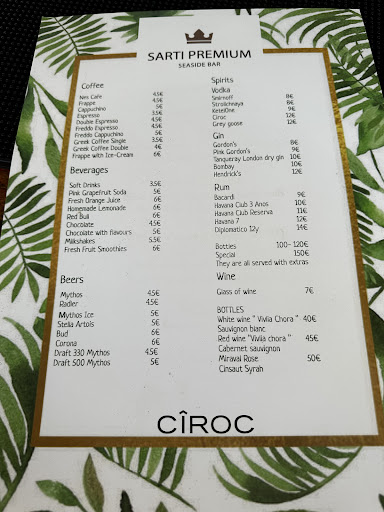 SARTI PREMIUM
SEASIDE BAR
Coffee
Nes Cafe 4.5€
Frappe 4.5€
Cappuchino 5€
Espresso 3.5€
Double Espresso 4.5€
Freddo Espresso 4.5€
Freddo Cappuchino 5€
Greek Coffee Single 3.5€
Greek Coffee Double 4€
Frappe with Ice-Cream 6€
Beverages
Soft Drinks 3.5€
Pink Grapefruit Soda 5€
Fresh Orange Juice 6€
Homemade Lemonade 6€
Red Bull 6€
Chocolate 4.5€
Chocolate with flavours 5€
Milkshakes 5.5€
Fresh Fruit Smoothies 6€
Beers
Mythos 4.5€
Radler 4.5€
Mythos Ice 5€
Stella Artois 5€
Bud 6€
Corona 6€
Draft 330 Mythos 4.5€
Draft 500 Mythos 5€
Spirits
Vodka
Smirnoff 8€
Strolichnaya 8€
KetelOne 9€
Ciroc 12€
Grey goose 12€
Gin
Gordon's 8€
Pink Gordon's 9€
Tanqueray London dry gin 10€
Bombay 10€
Hendrick's 12€
Rum
Bacardi 9€
Havana Club 3 Anos 10€
Havana Club Reserva 11€
Havana 7 12€
Diplomatico 12y 14€
Bottles 100- 120€
Special 150€
They are all served with extras
Wine
Glass of wine 7€
BOTTLES
White wine " Vivlia Chora " 40€
Sauvignon blanc
Red wine "Vivlia chora " 45€
Cabernet sauvignon
Miraval Rose 50€
Cinsaut Syrah
CÎROC